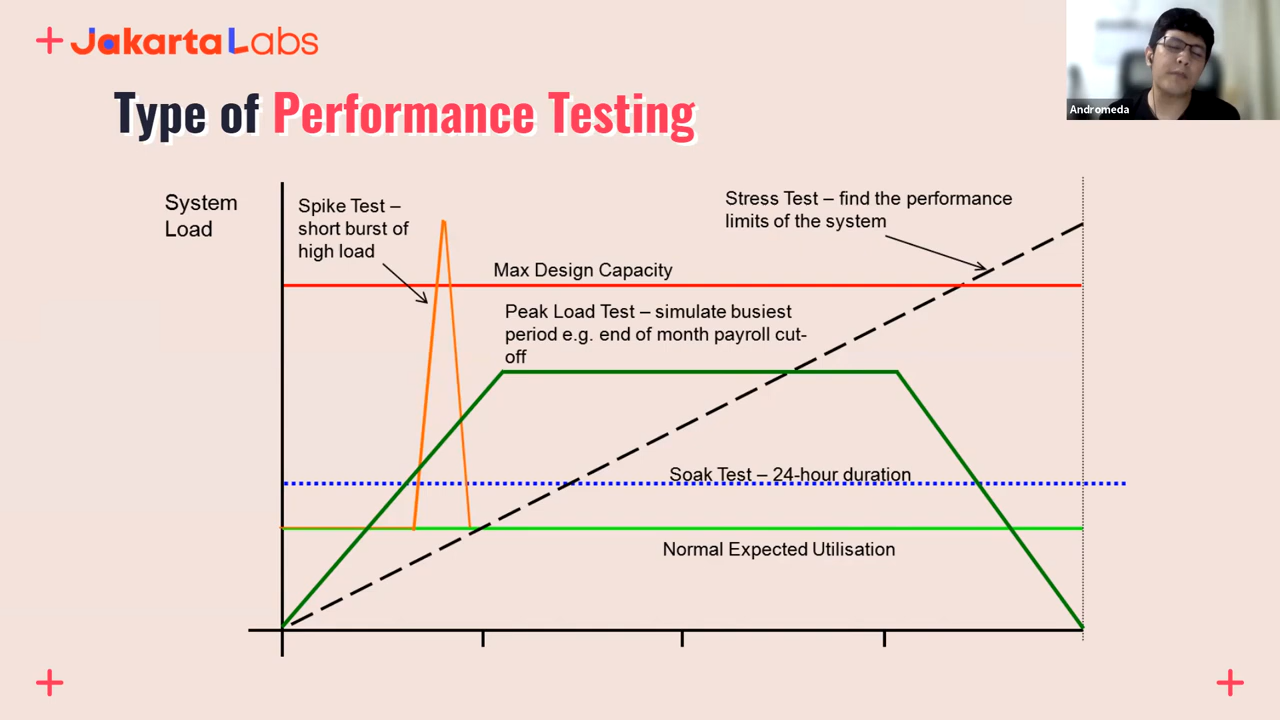 JakartaLabs
Andromeda
Type of Performance Testing
System
Load
Spike Test –
short burst of
high load
Stress Test – find the performance
limits of the system
Max Design Capacity
Peak Load Test – simulate busiest
period e.g. end of month payroll cut-
off
Soak Test – 24-hour duration
Normal Expected Utilisation